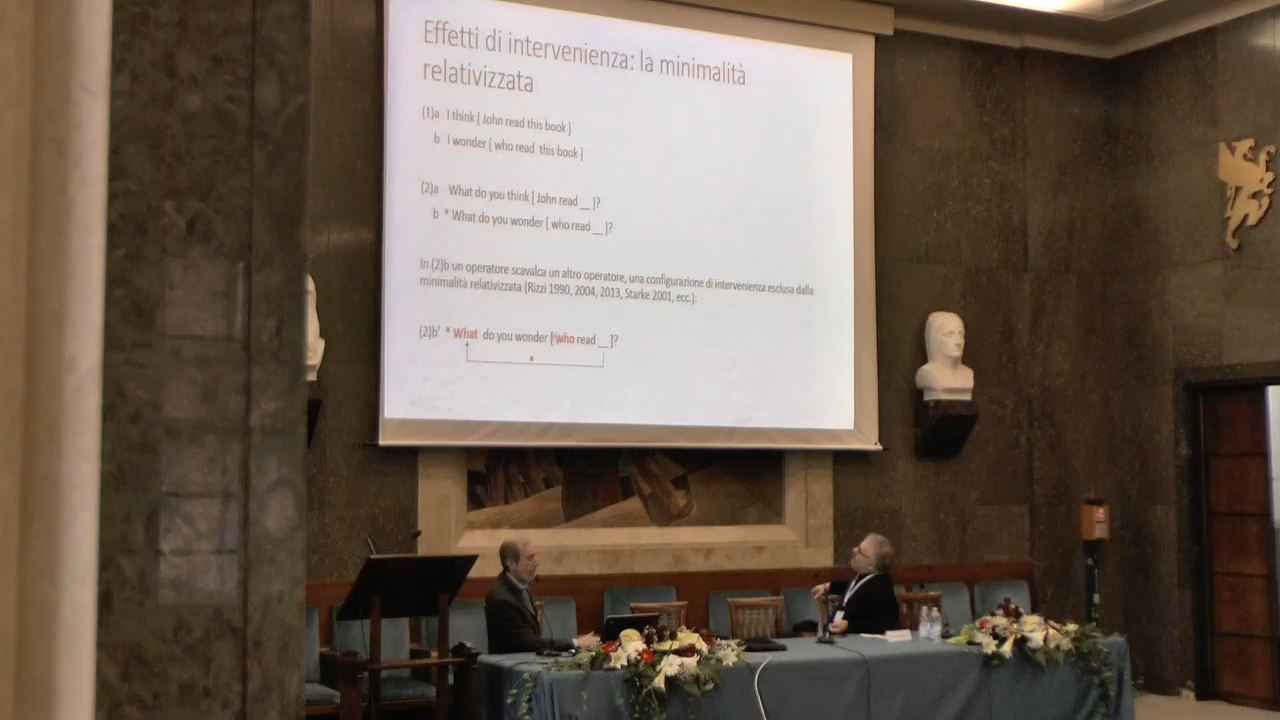 Effetti di intervenienza: la minimalità
relativizzata
(1)a I think [ John read this book ]
b I wonder [ who read this book ]
(2)a What do you think [ John read __ ]?
b * What do you wonder [ who read __ ]?
In (2)b un operatore scavalca un altro operatore, una configurazione di intervenienza esclusa dalla
minimalità relativizzata (Rizzi 1990, 2004, 2013, Starke 2001, ecc.):
(2)b' * What do you wonder [ who read __ ]?
*